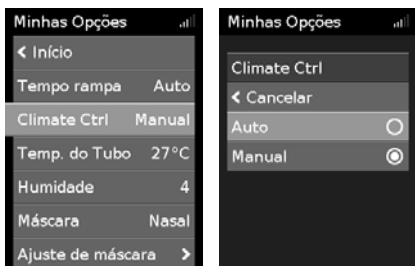 Minhas Opções
< Início
Tempo rampa Auto
Climate Ctrl Manual
Temp. do Tubo 27°C
Humidade 4
Máscara Nasal
Ajuste de máscara >
Minhas Opções
Climate Ctrl
< Cancelar
Auto
Manual